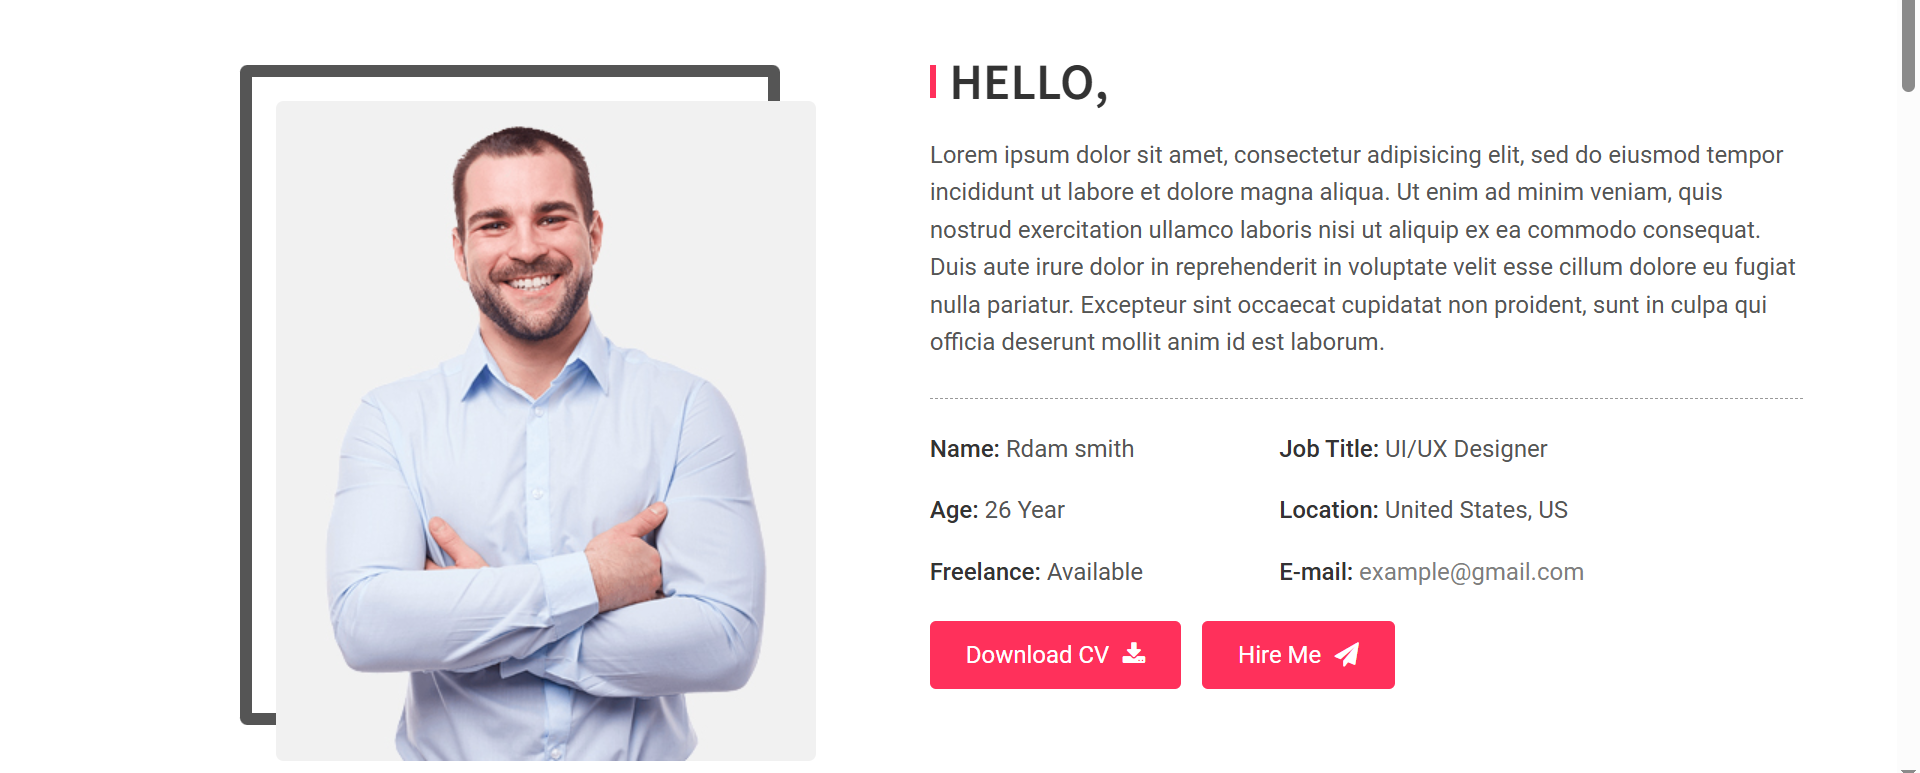 HELLO,
Lorem ipsum dolor sit amet, consectetur adipisicing elit, sed do eiusmod tempor
incididunt ut labore et dolore magna aliqua. Ut enim ad minim veniam, quis
nostrud exercitation ullamco laboris nisi ut aliquip ex ea commodo consequat.
Duis aute irure dolor in reprehenderit in voluptate velit esse cillum dolore eu fugiat
nulla pariatur. Excepteur sint occaecat cupidatat non proident, sunt in culpa qui
officia deserunt mollit anim id est laborum.
Name: Rdam smith
Job Title: UI/UX Designer
Age: 26 Year
Location: United States, US
Freelance: Available
E-mail: example@gmail.com
Download CV
Hire Me